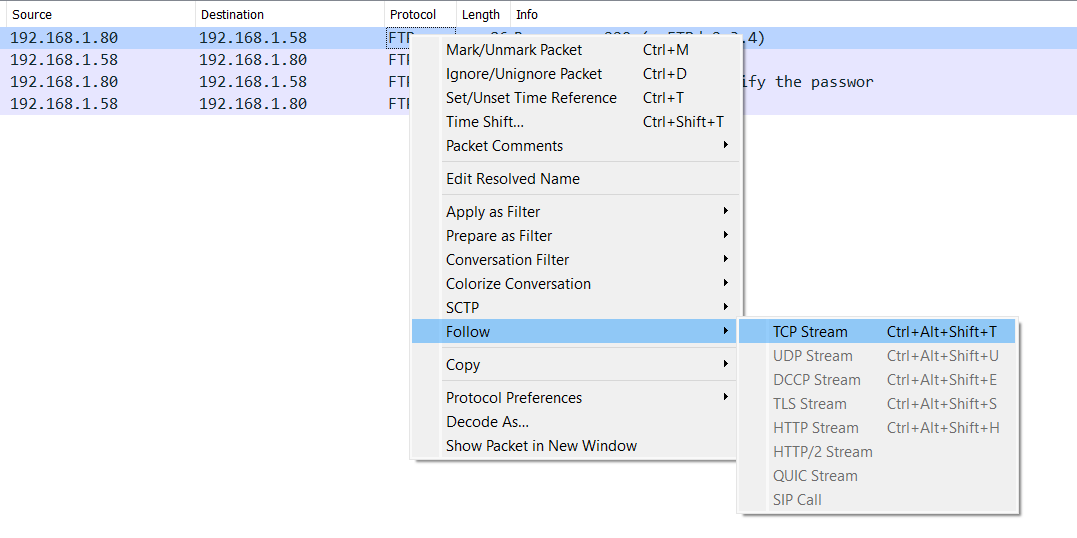 Source Destination Protocol Length Info
192.168.1.80 192.168.1.58 FTP 3.4)
192.168.1.58 192.168.1.80 FTP
192.168.1.80 192.168.1.58 FTP ify the passwor
192.168.1.58 192.168.1.80 FTP
Mark/Unmark Packet Ctrl+M
Ignore/Unignore Packet Ctrl+D
Set/Unset Time Reference Ctrl+T
Time Shift... Ctrl+Shift+T
Packet Comments
Edit Resolved Name
Apply as Filter
Prepare as Filter
Conversation Filter
Colorize Conversation
SCTP
Follow
TCP Stream Ctrl+Alt+Shift+T
UDP Stream Ctrl+Alt+Shift+U
DCCP Stream Ctrl+Alt+Shift+E
TLS Stream Ctrl+Alt+Shift+S
HTTP Stream Ctrl+Alt+Shift+H
HTTP/2 Stream
QUIC Stream
SIP Call
Copy
Protocol Preferences
Decode As...
Show Packet in New Window